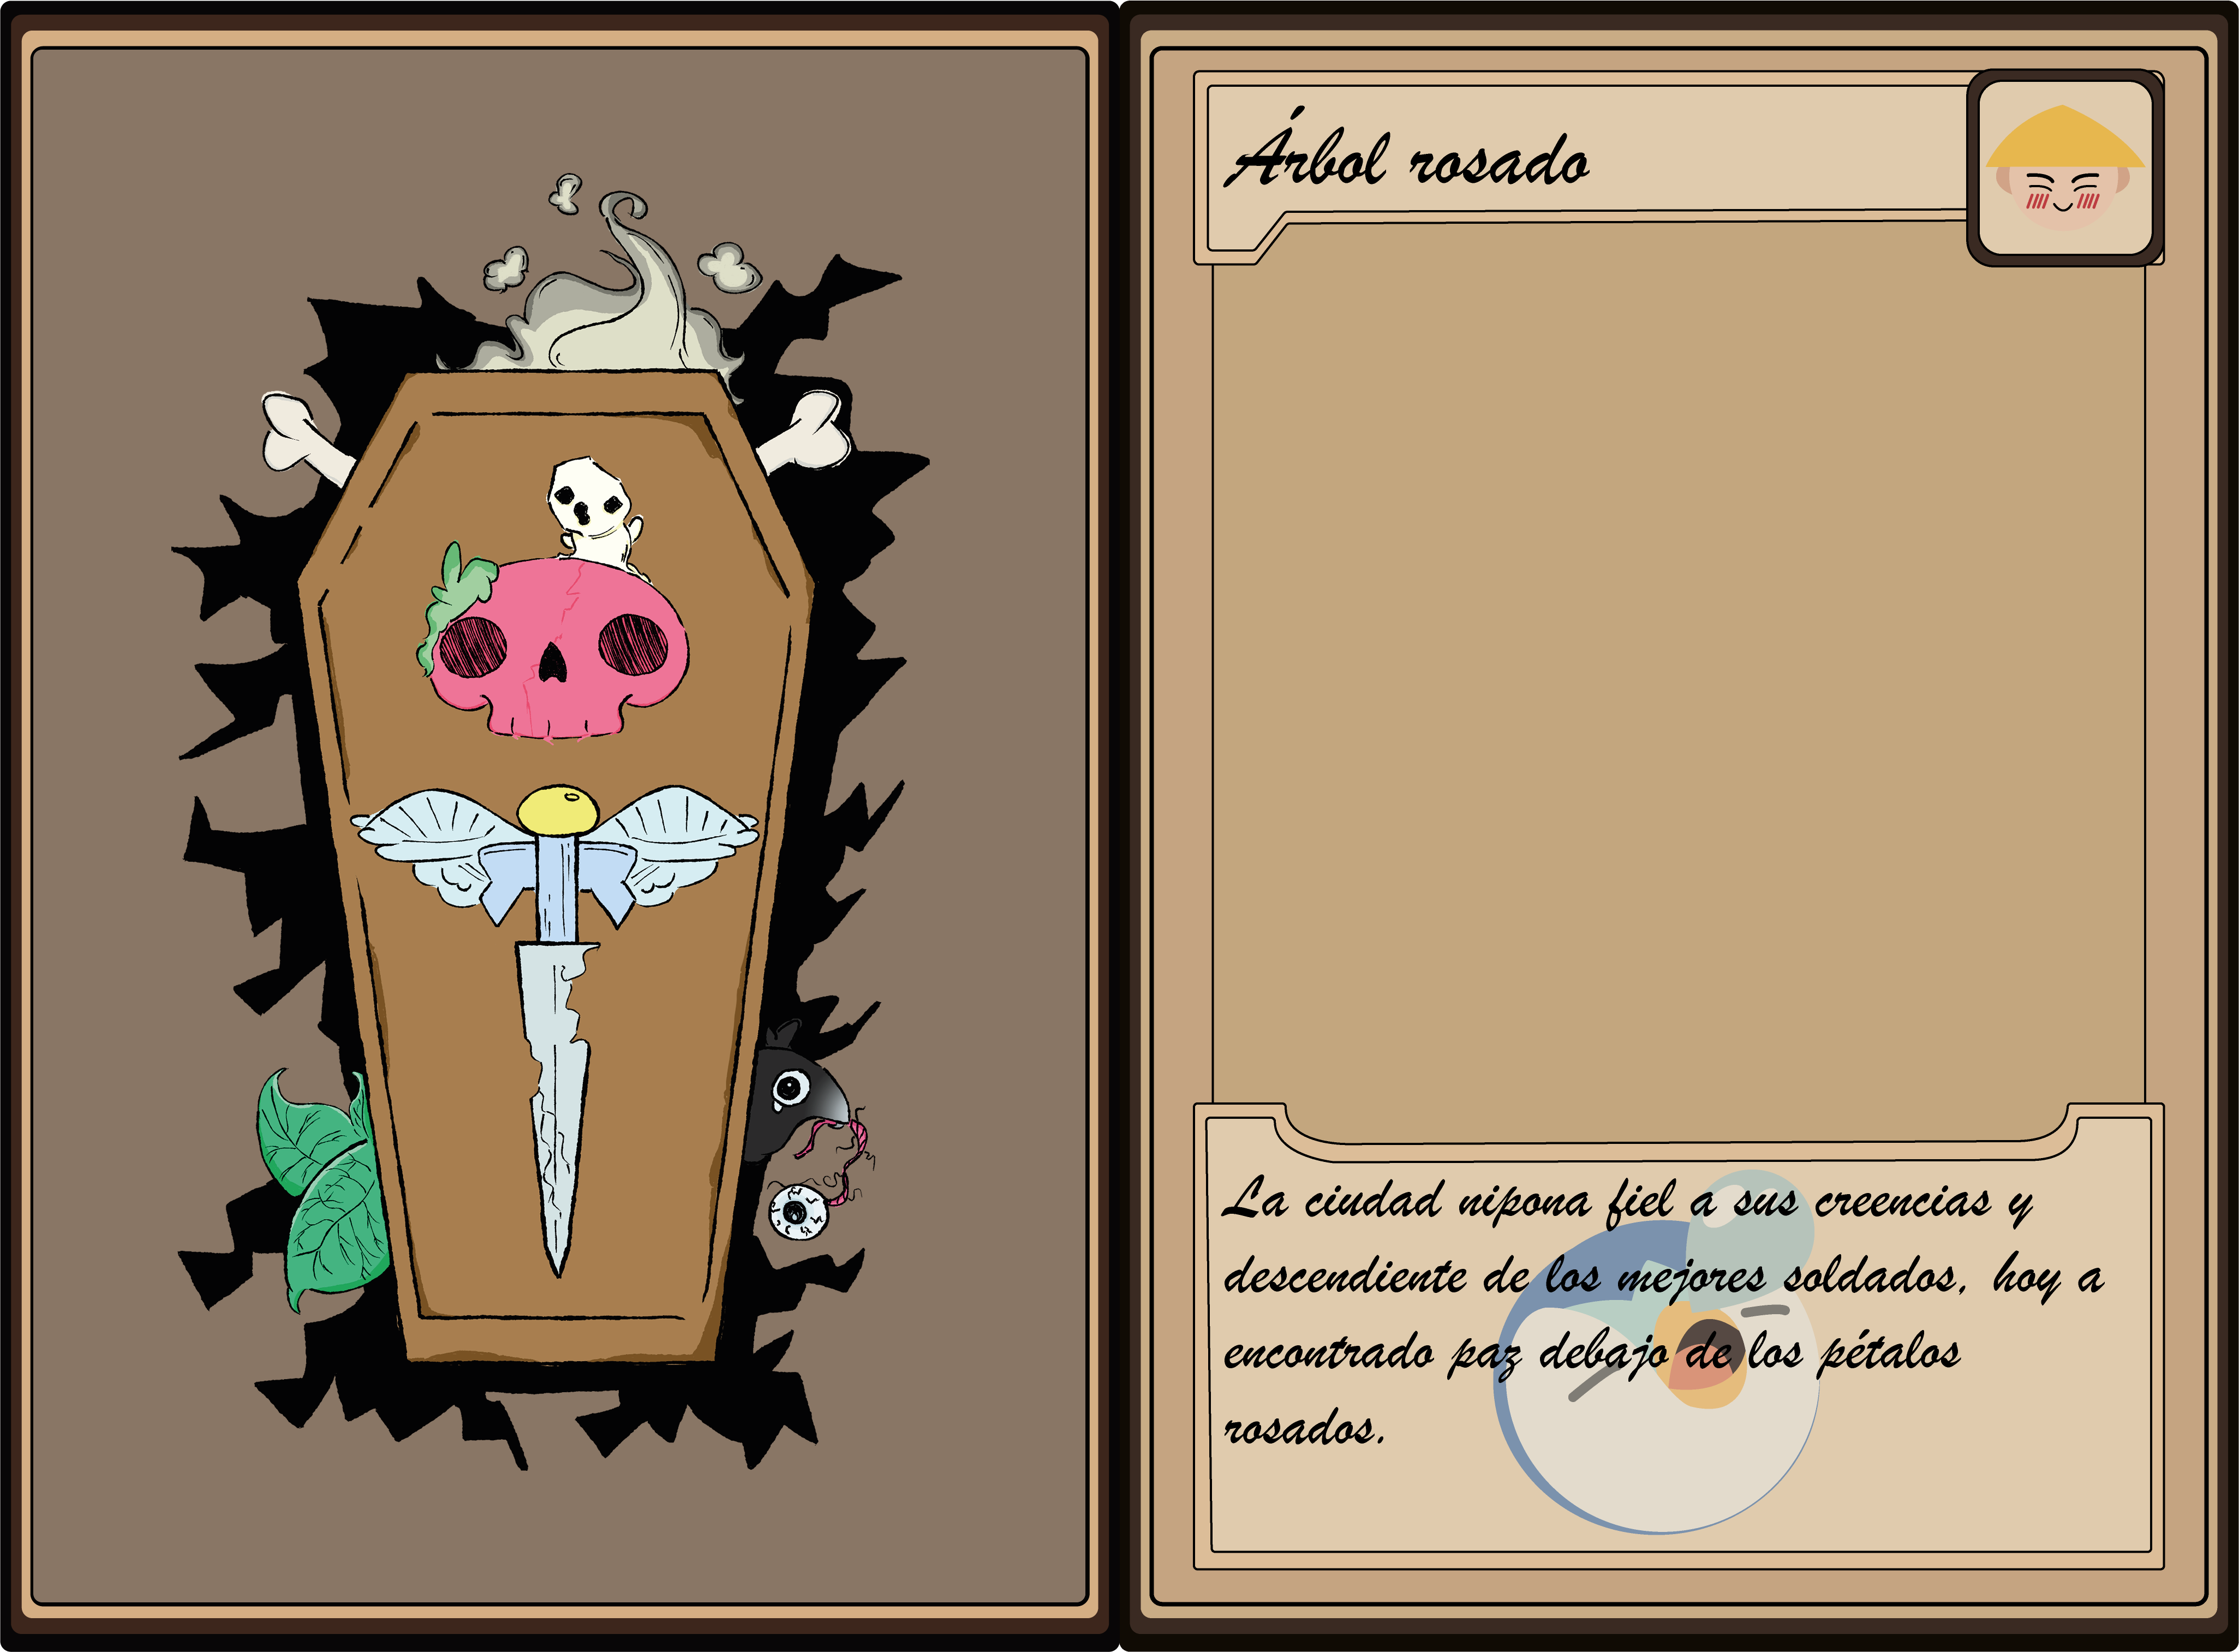 Árbol rosado
La ciudad nipona fiel a sus creencias y
descendiente de los mejores soldados, hoy a
encontrado paz debajo de los pétalos
rosados.